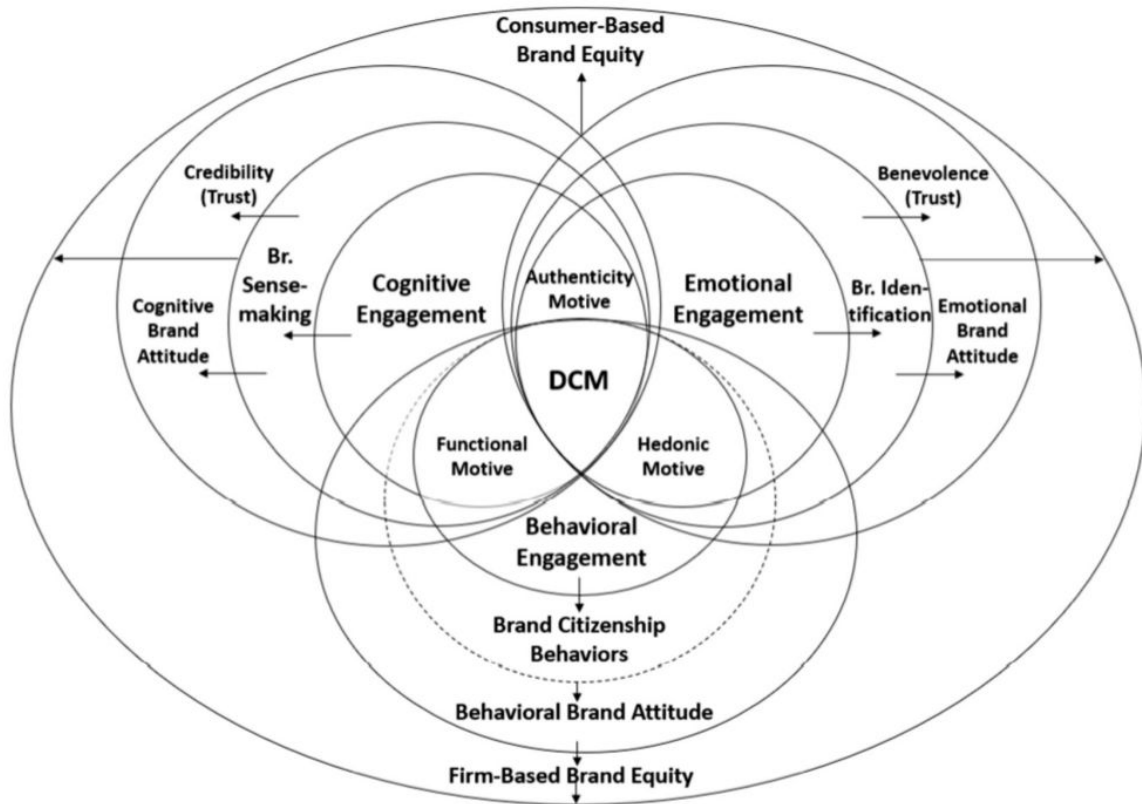 Consumer-Based
Brand Equity
Credibility
(Trust)
Benevolence
(Trust)
Br.
Sense-
making
Cognitive
Engagement
Authenticity
Motive
Emotional
Engagement
Br. Iden-
tification
Cognitive
Brand
Attitude
Emotional
Brand
Attitude
DCM
Functional
Motive
Hedonic
Motive
Behavioral
Engagement
Brand Citizenship
Behaviors
Behavioral Brand Attitude
Firm-Based Brand Equity